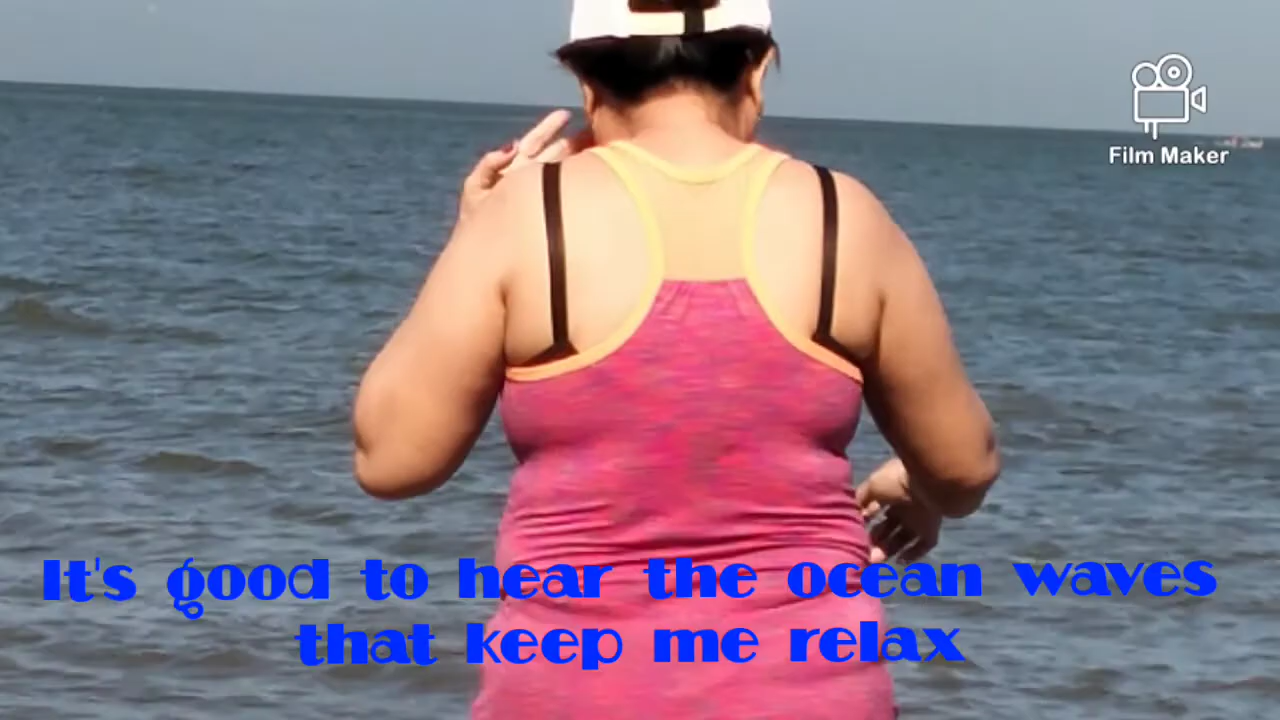 Film Maker
It's good to hear the ocean waves
that keep me relax